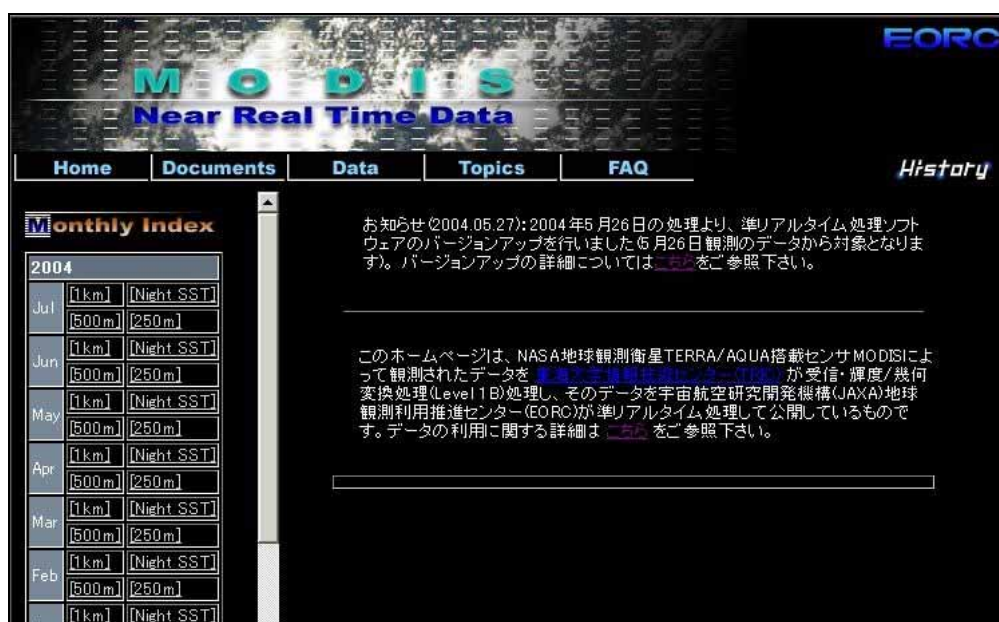 EORC
MODIS
Near Real Time Data
Home Documents Data Topics FAQ
History
Monthly Index
2004
Jul [1km] [Night SST]
[500m] [250m]
Jun [1km] [Night SST]
[500m] [250m]
May [1km] [Night SST]
[500m] [250m]
Apr [1km] [Night SST]
[500m] [250m]
Mar [1km] [Night SST]
[500m] [250m]
Feb [1km] [Night SST]
[500m] [250m]
[1km] [Night SST]
お知らせ(2004.05.27):2004年5月26日の処理より、準リアルタイム処理ソフト
ウェアのバージョンアップを行いました(5月26日観測のデータから対象となりま
す)。バージョンアップの詳細についてはこちらをご参照下さい。
このホームページは、NASA地球観測衛星TERRA/AQUA搭載センサMODISによ
って観測されたデータを 東海大学情報技術センター(TRIC) が受信・輝度/幾何
変換処理(Level1B)処理し、そのデータを宇宙航空研究開発機構(JAXA)地球
観測利用推進センター(EORC)が準リアルタイム処理して公開しているもので
す。データの利用に関する詳細は こちら をご参照下さい。